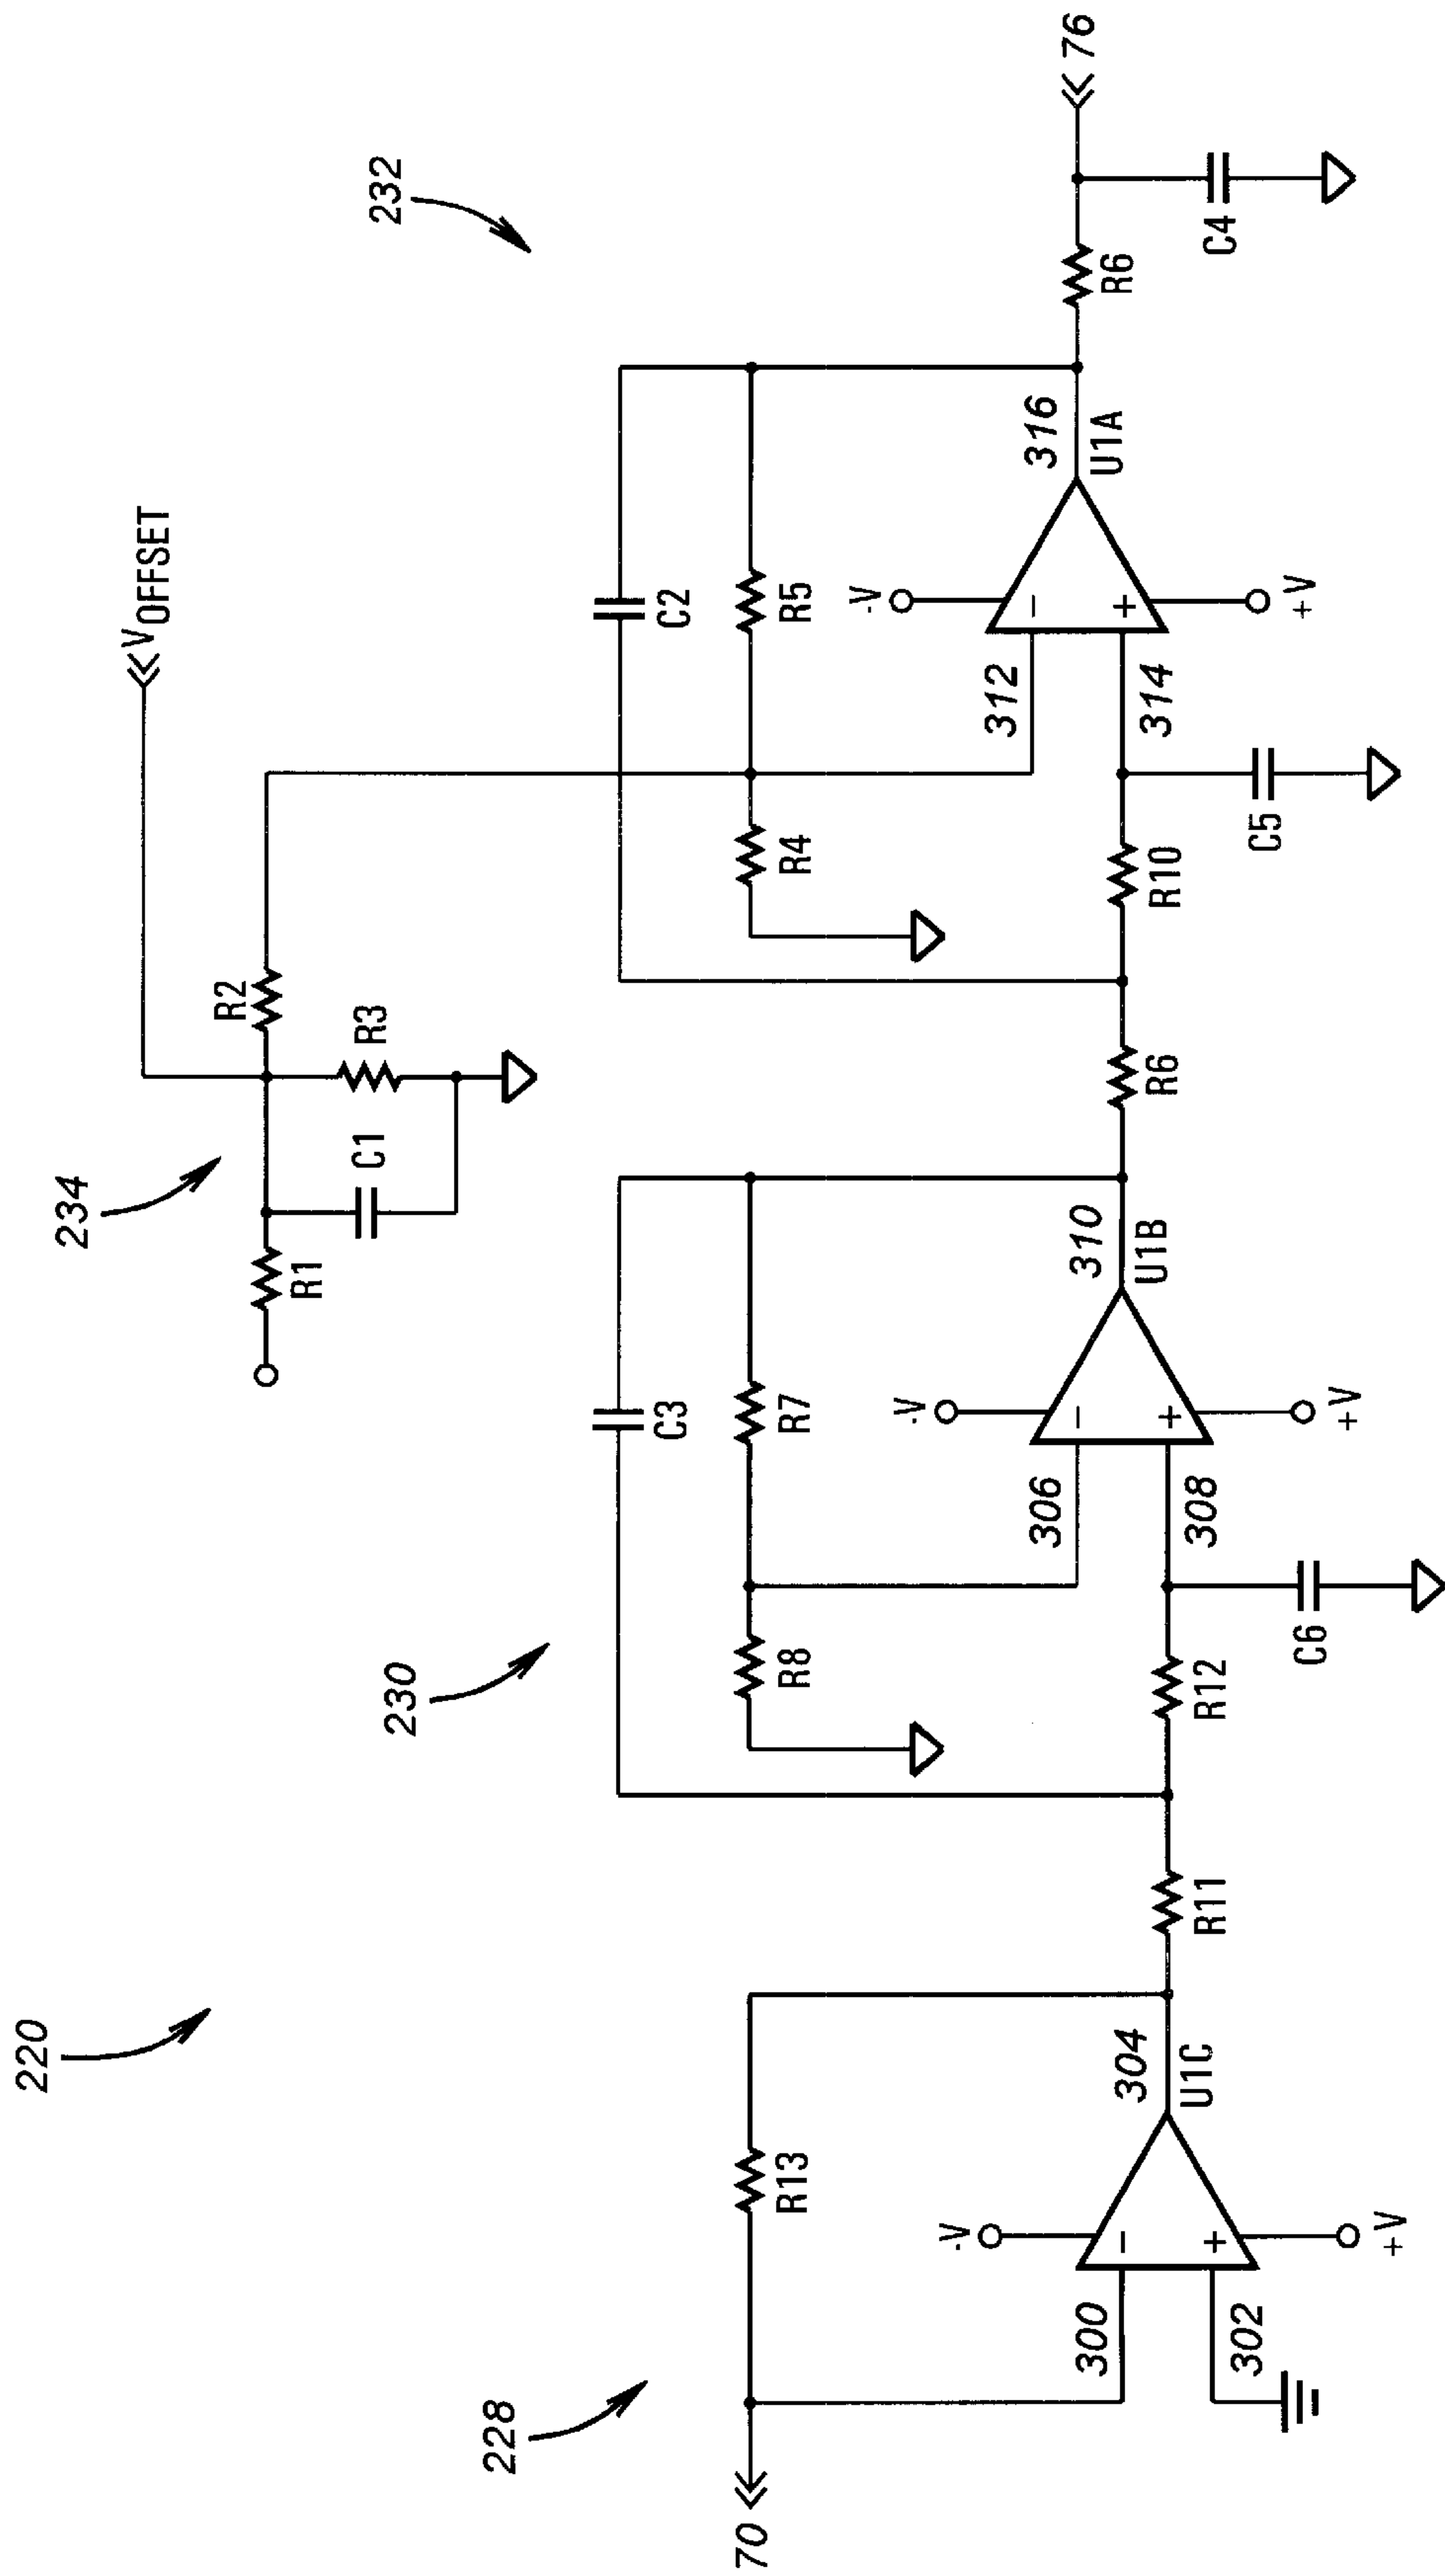 220
228
70
R13
300
302
-V
+V
304
U1C
R11
230
C3
R8
R7
R12
C6
306
308
-V
+V
310
U1B
R6
234
R1
C1
R3
R2
VOFFSET
232
C2
R4
R5
R10
C5
312
314
-V
+V
316
U1A
R6
C4
76